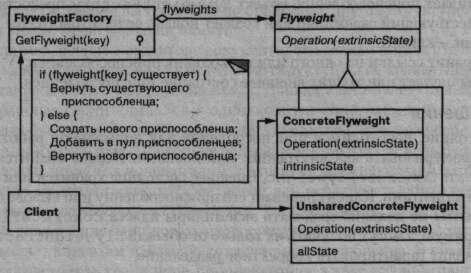 FlyweightFactory
flyweights
Flyweight
GetFlyweight(key)
Operation(extrinsicState)
if (flyweight[key] существует) {
Вернуть существующего
приспособленца;
} else {
Создать нового приспособленца;
Добавить в пул приспособленцев;
Вернуть нового приспособленца;
}
ConcreteFlyweight
Operation(extrinsicState)
intrinsicState
Client
UnsharedConcreteFlyweight
Operation(extrinsicState)
allState